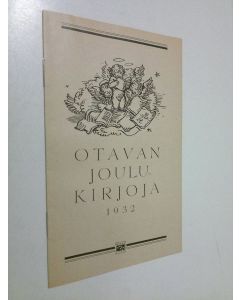 OTAVAN
JOULU-
KIRJOJA
1932